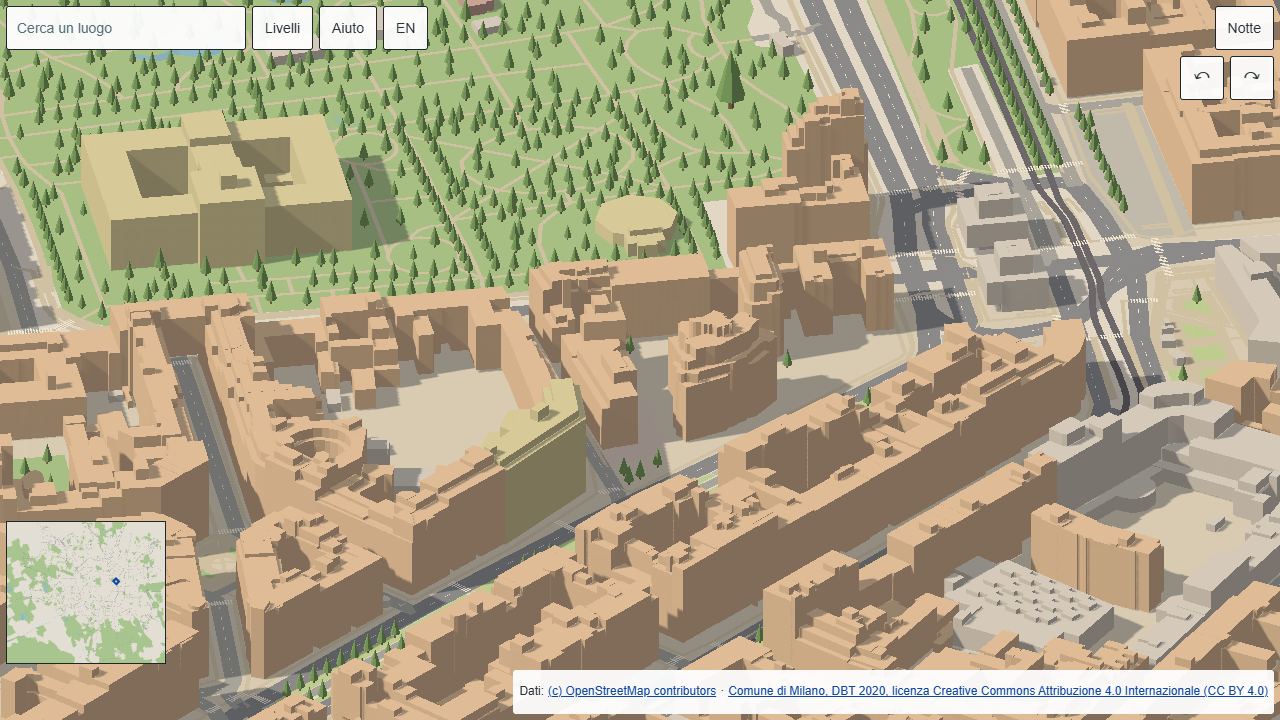 Cerca un luogo
Livelli
Aiuto
EN
Notte
Dati: (c) OpenStreetMap contributors · Comune di Milano, DBT 2020, licenza Creative Commons Attribuzione 4.0 Internazionale (CC BY 4.0)